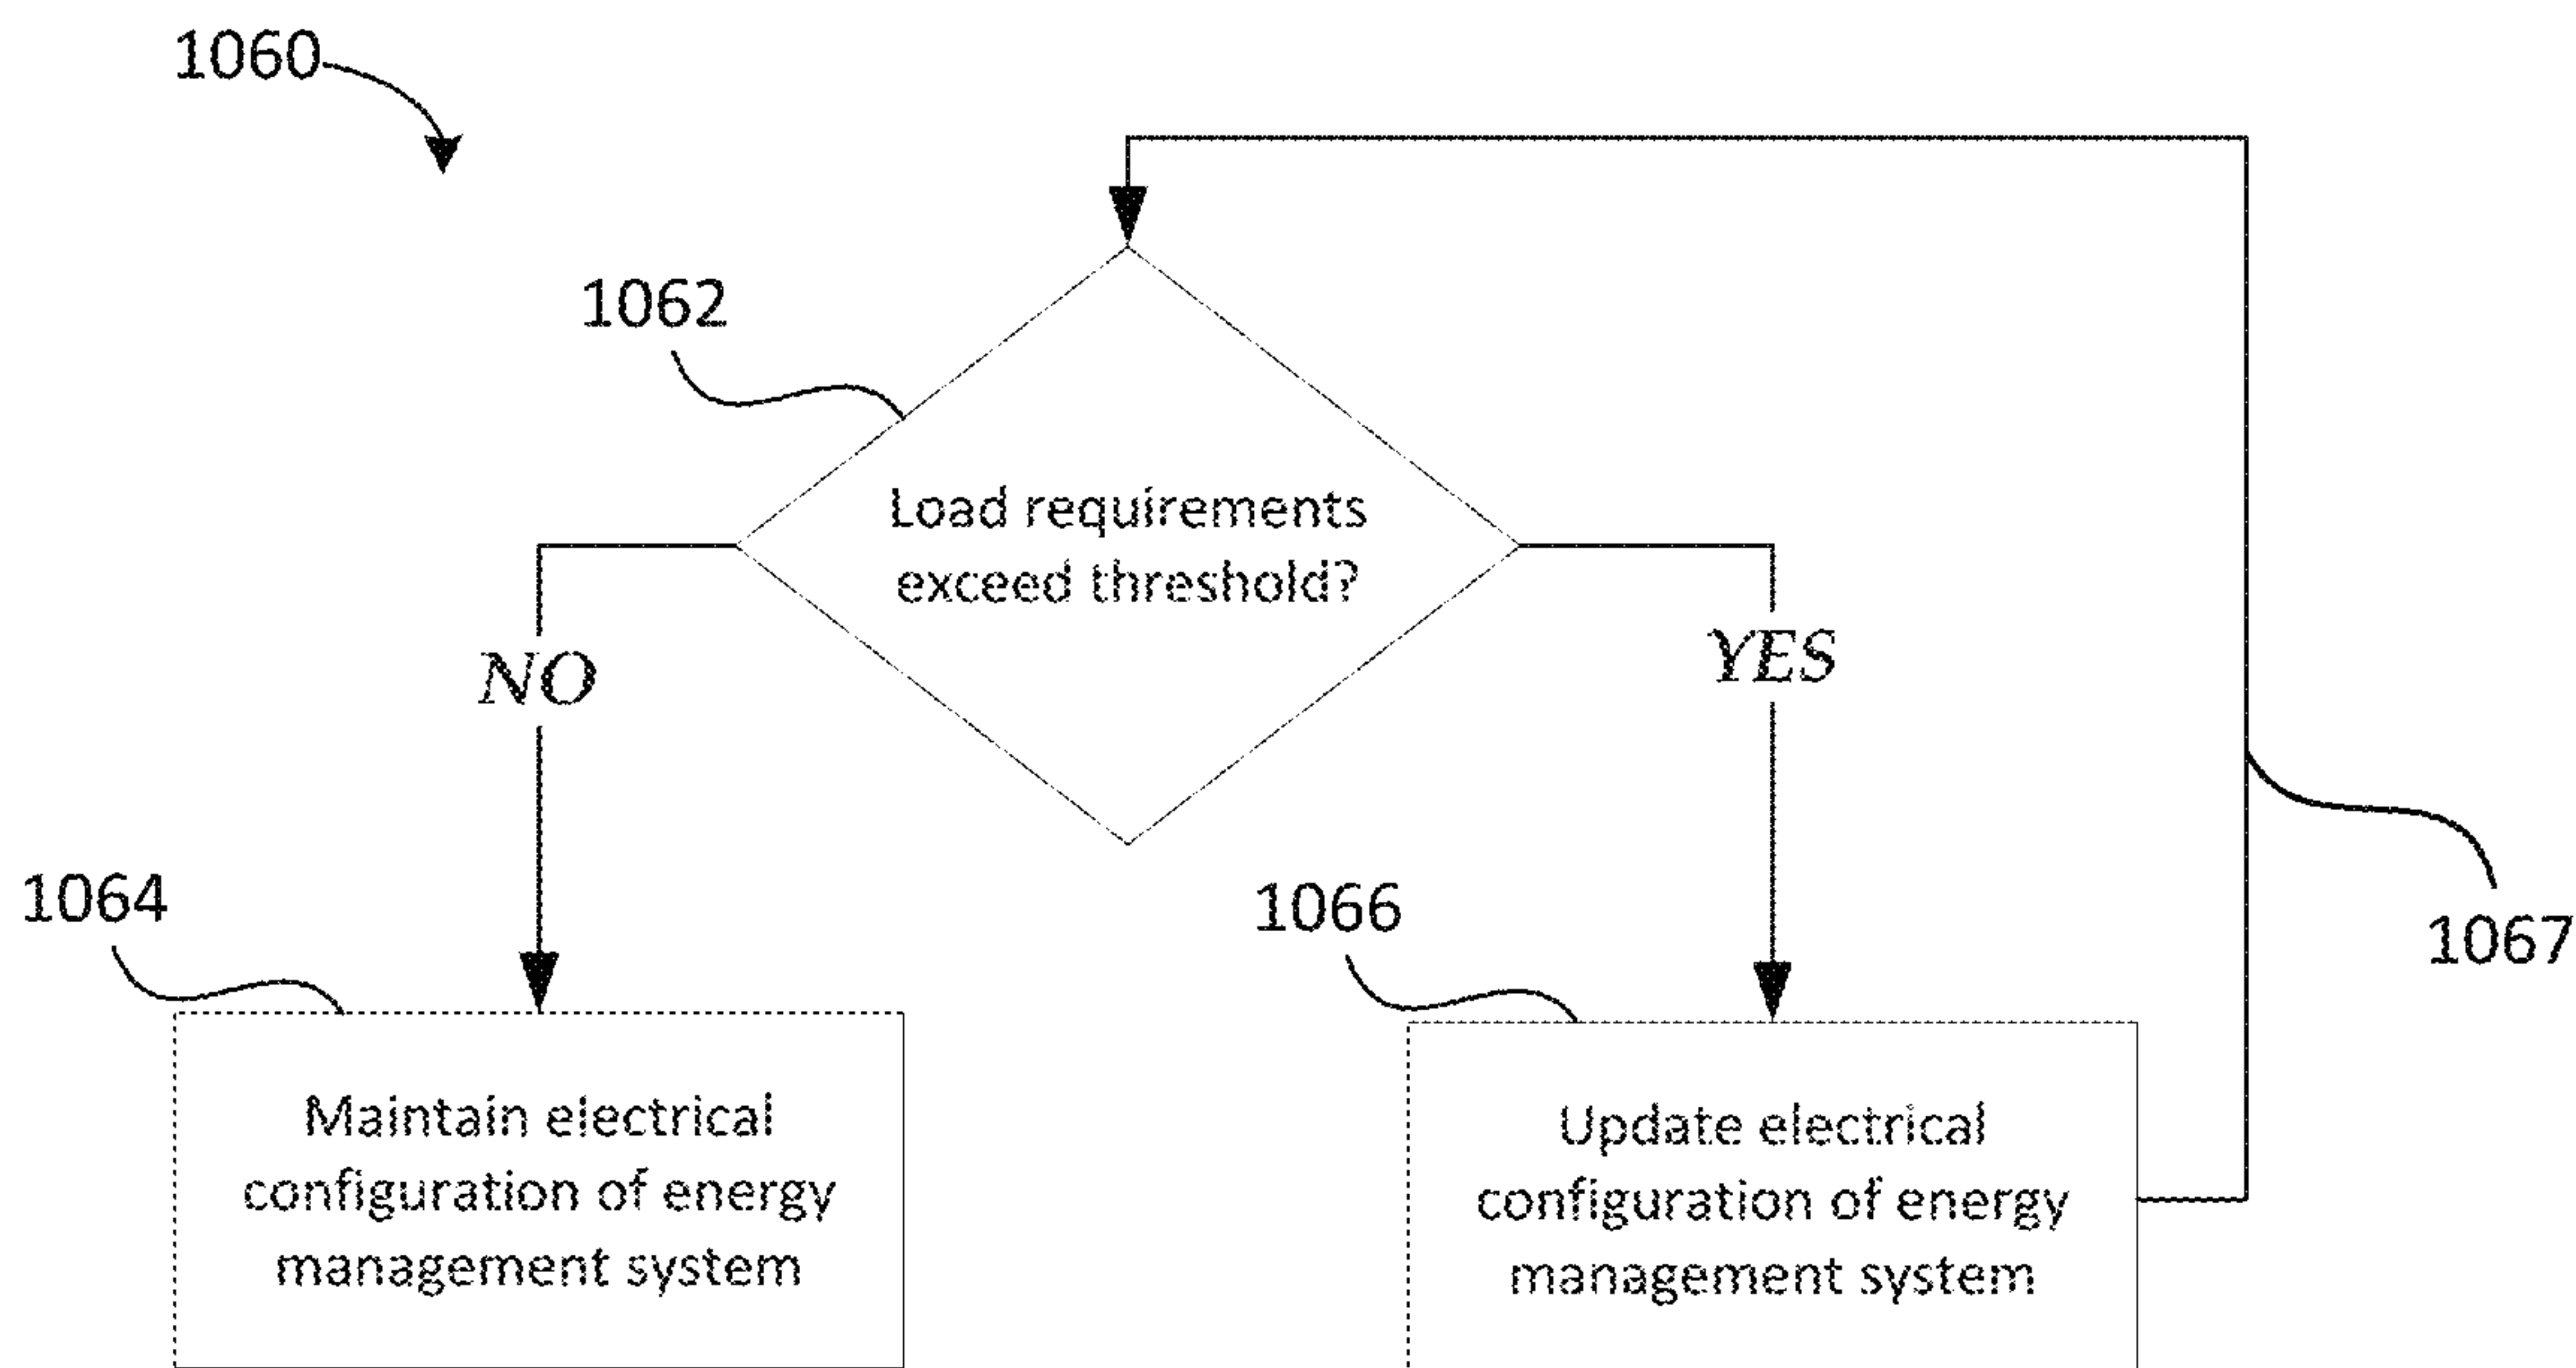 1060
1062
Load requirements
exceed threshold?
NO
YES
1064
1066
1067
Maintain electrical
configuration of energy
management system
Update electrical
configuration of energy
management system